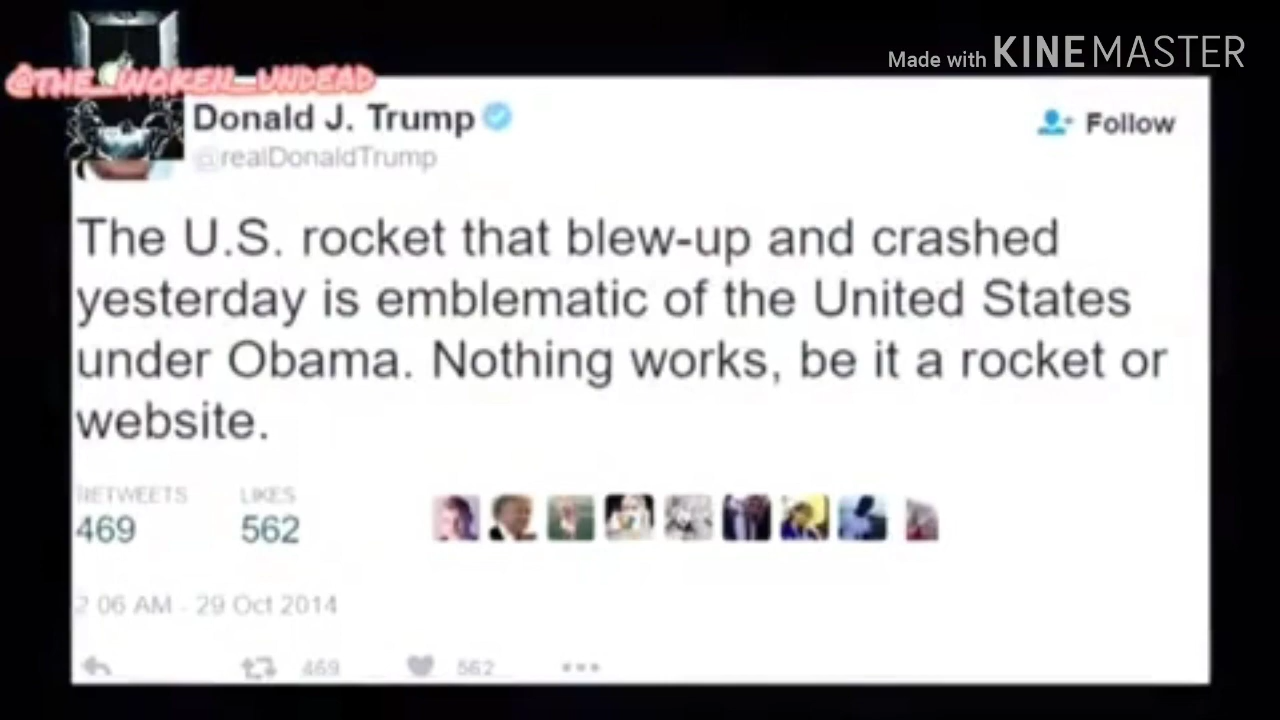 Made with KINEMASTER
@THE_WOKEN_UNDEAD
Donald J. Trump
Follow
@realDonaldTrump
The U.S. rocket that blew-up and crashed
yesterday is emblematic of the United States
under Obama. Nothing works, be it a rocket or
website.
RETWEETS LIKES
469 562
2 06 AM - 29 Oct 2014
469 562